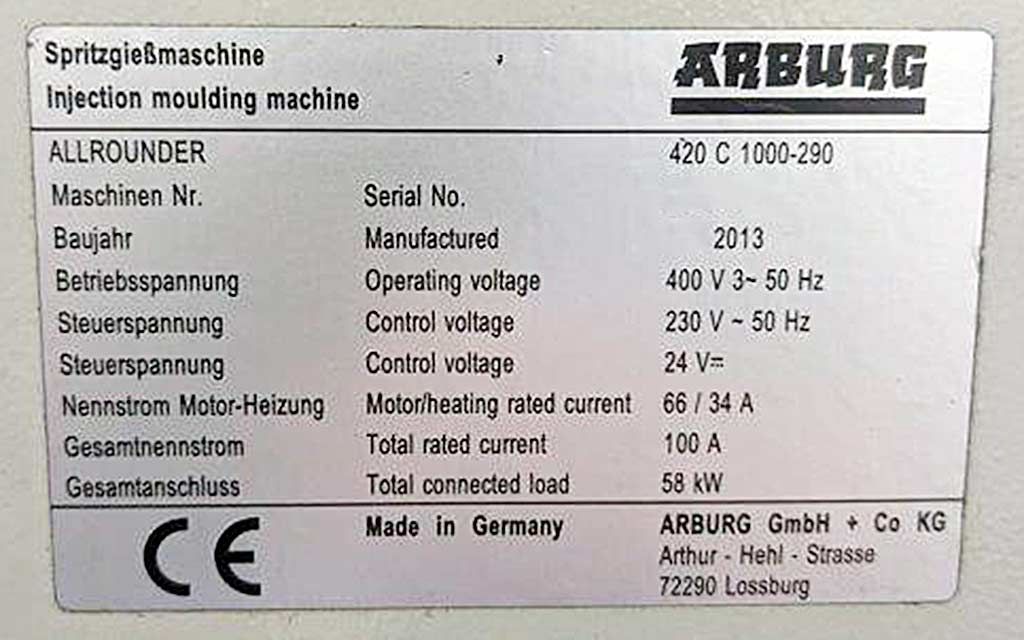 Spritzgießmaschine
Injection moulding machine
ARBURG
ALLROUNDER 420 C 1000-290
Maschinen Nr. Serial No.
Baujahr Manufactured 2013
Betriebsspannung Operating voltage 400 V 3~ 50 Hz
Steuerspannung Control voltage 230 V ~ 50 Hz
Steuerspannung Control voltage 24 V⎓
Nennstrom Motor-Heizung Motor/heating rated current 66 / 34 A
Gesamtnennstrom Total rated current 100 A
Gesamtanschluss Total connected load 58 kW
CE
Made in Germany ARBURG GmbH + Co KG
Arthur - Hehl - Strasse
72290 Lossburg